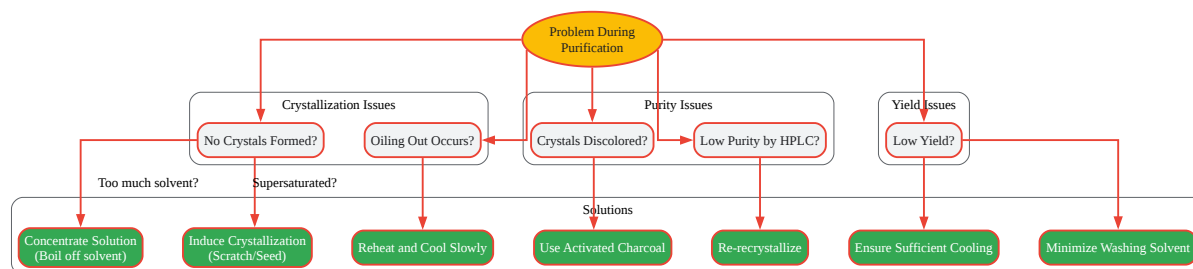 Problem During
Purification
Crystallization Issues
Purity Issues
Yield Issues
No Crystals Formed?
Oiling Out Occurs?
Crystals Discolored?
Low Purity by HPLC?
Low Yield?
Too much solvent?
Supersaturated?
Solutions
Concentrate Solution
(Boil off solvent)
Induce Crystallization
(Scratch/Seed)
Reheat and Cool Slowly
Use Activated Charcoal
Re-recrystallize
Ensure Sufficient Cooling
Minimize Washing Solvent